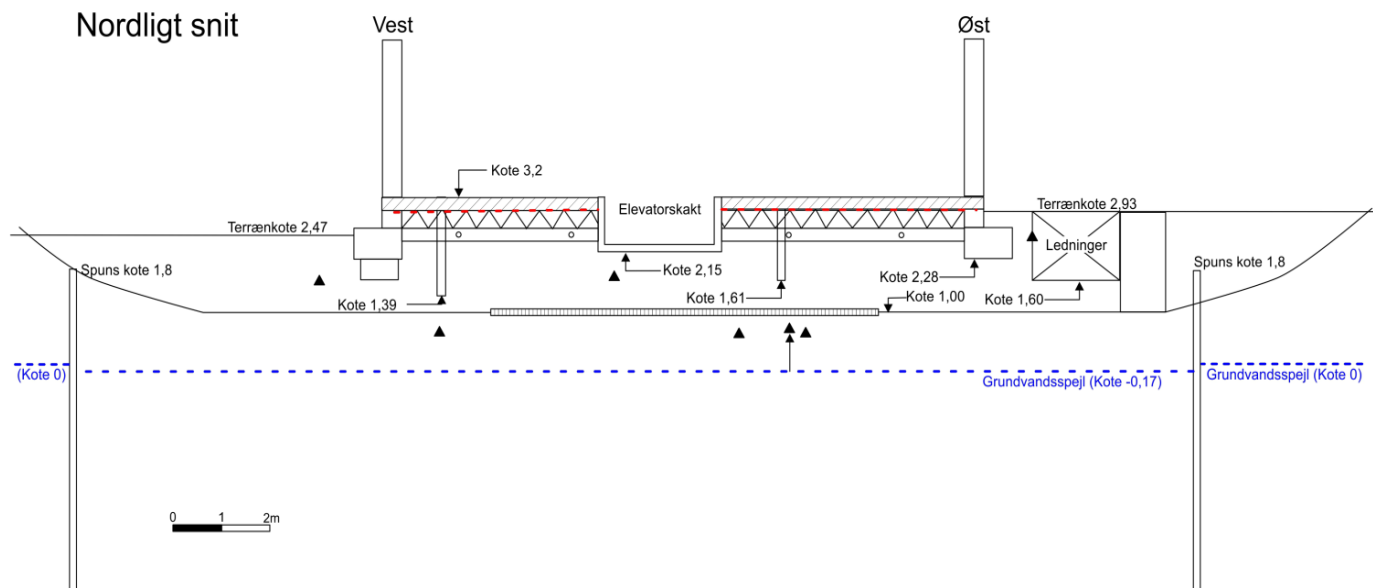 Nordligt snit
Vest
Øst
Kote 3,2
Elevatorskakt
Terrænkote 2,93
Terrænkote 2,47
Ledninger
Spuns kote 1,8
Kote 2,15
Kote 2,28
Spuns kote 1,8
Kote 1,39
Kote 1,61
Kote 1,00
Kote 1,60
(Kote 0)
Grundvandsspejl (Kote -0,17)
Grundvandsspejl (Kote 0)
0 1 2m